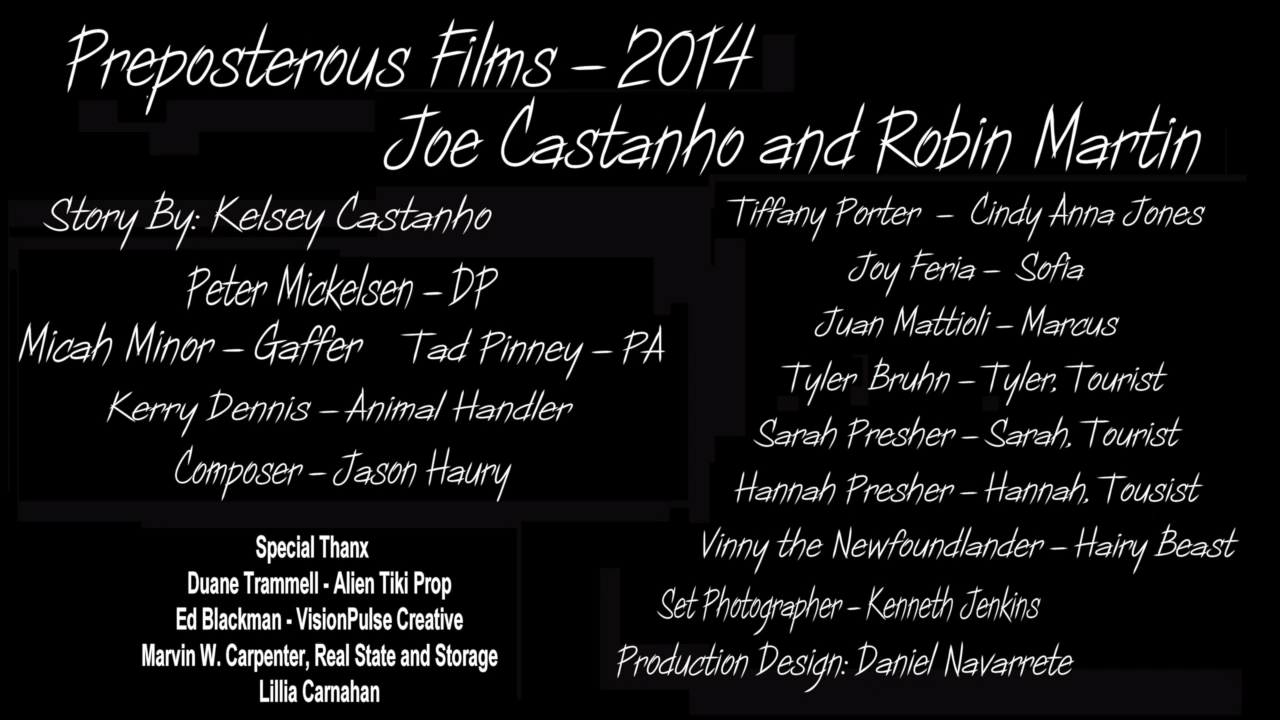 Preposterous Films – 2014
Joe Castanho and Robin Martin
Story By: Kelsey Castanho
Peter Mickelsen – DP
Micah Minor – Gaffer Tad Pinney – PA
Kerry Dennis – Animal Handler
Composer – Jason Haury
Special Thanx
Duane Trammell - Alien Tiki Prop
Ed Blackman - VisionPulse Creative
Marvin W. Carpenter, Real State and Storage
Lillia Carnahan
Tiffany Porter – Cindy Anna Jones
Joy Feria – Sofia
Juan Mattioli – Marcus
Tyler Bruhn – Tyler, Tourist
Sarah Presher – Sarah, Tourist
Hannah Presher – Hannah, Tousist
Vinny the Newfoundlander – Hairy Beast
Set Photographer – Kenneth Jenkins
Production Design: Daniel Navarrete